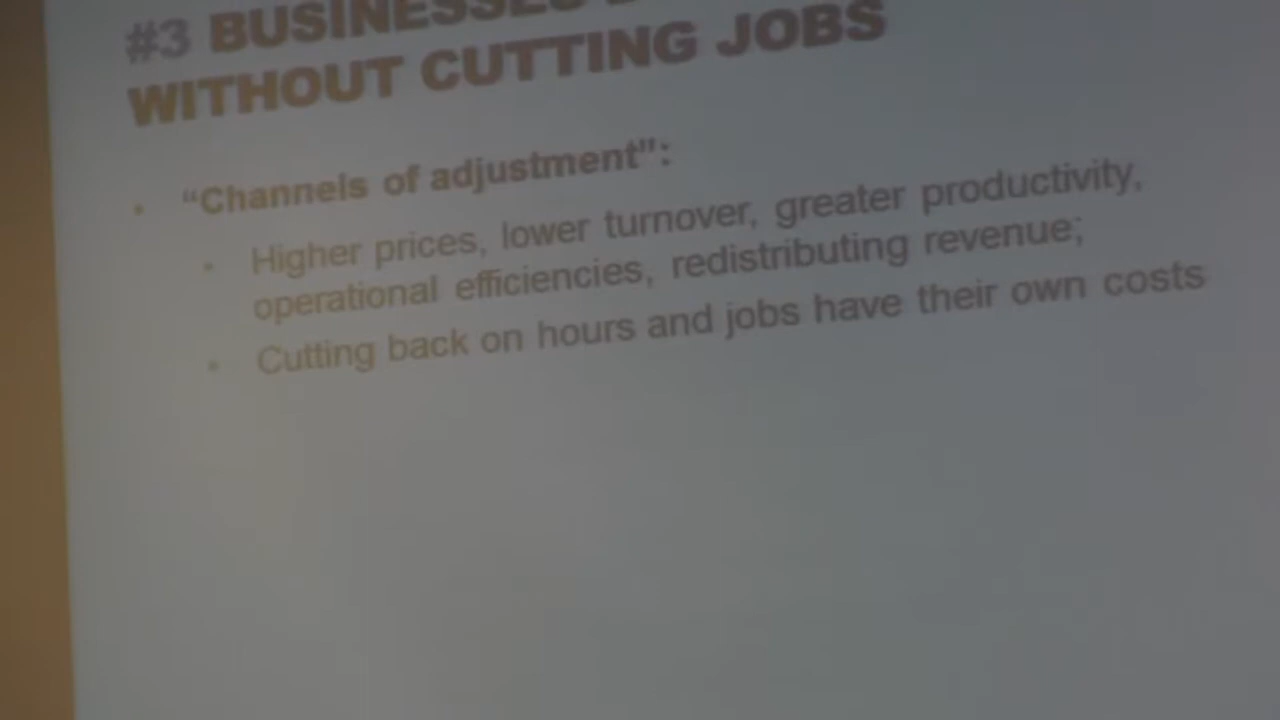 #3 BUSINESSES
WITHOUT CUTTING JOBS
• “Channels of adjustment”:
• Higher prices, lower turnover, greater productivity,
operational efficiencies, redistributing revenue;
• Cutting back on hours and jobs have their own costs